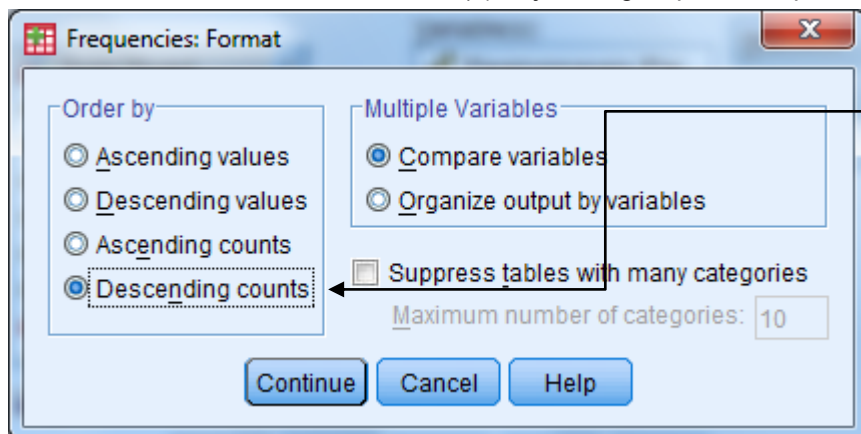 Frequencies: Format
Order by
Ascending values
Descending values
Ascending counts
Descending counts
Multiple Variables
Compare variables
Organize output by variables
Suppress tables with many categories
Maximum number of categories: 10
Continue Cancel Help